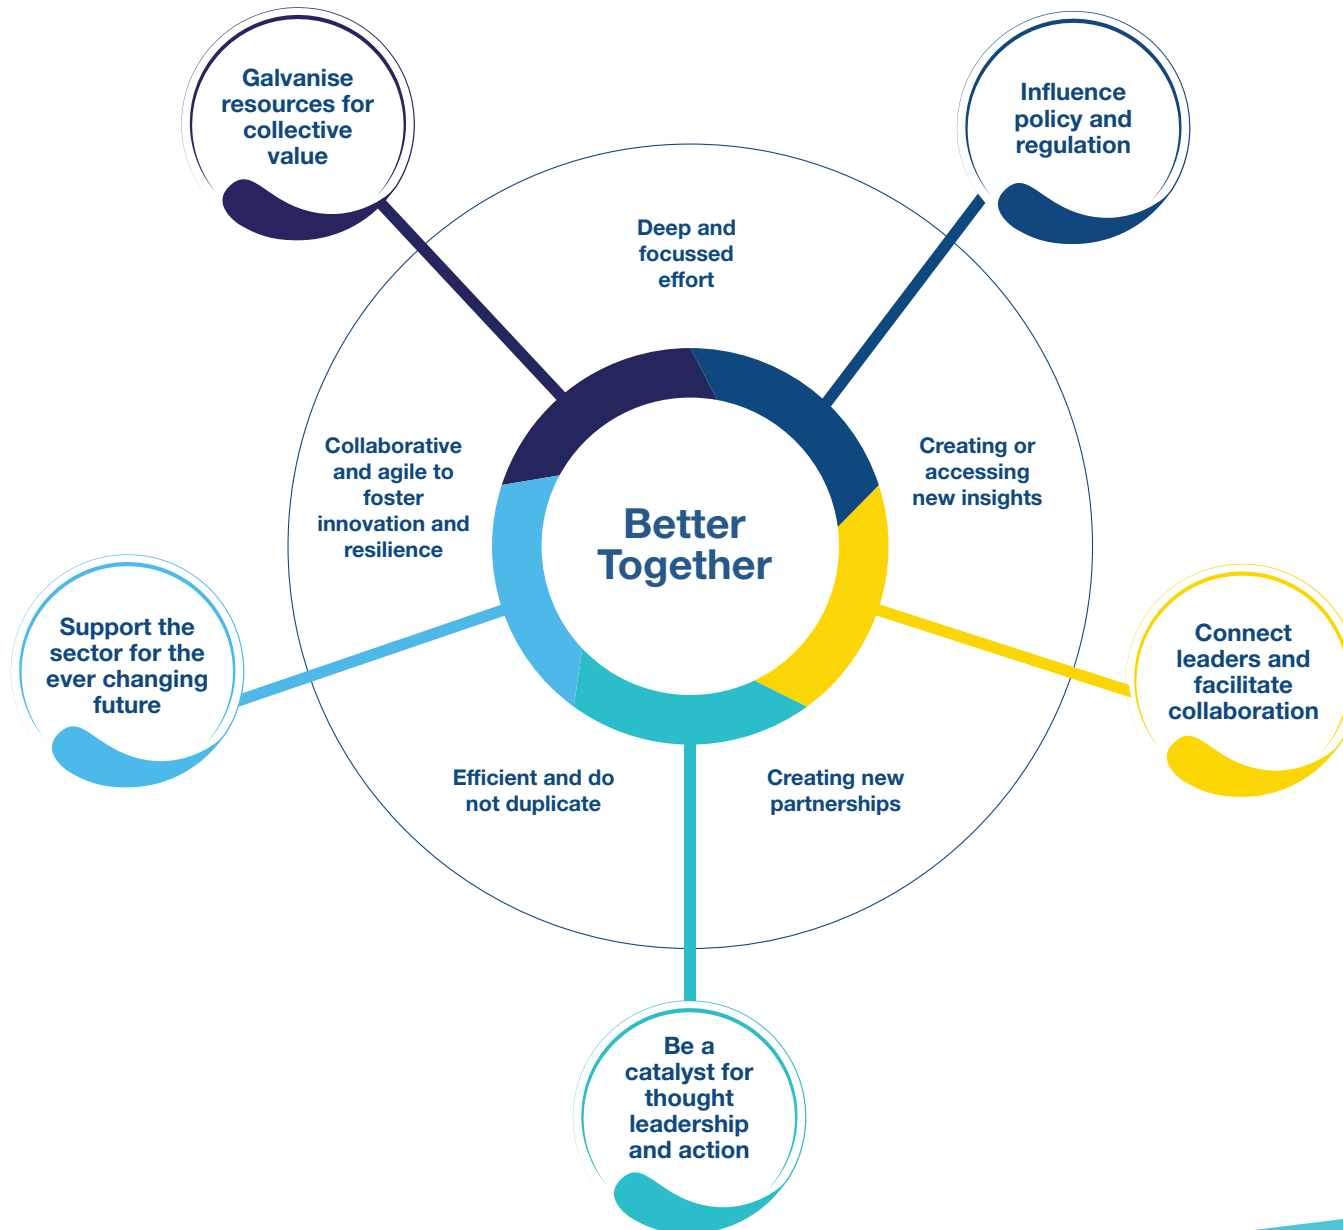 Galvanise
resources for
collective
value
Influence
policy and
regulation
Deep and
focussed
effort
Collaborative
and agile to
foster
innovation and
resilience
Creating or
accessing
new insights
Better
Together
Support the
sector for the
ever changing
future
Connect
leaders and
facilitate
collaboration
Efficient and do
not duplicate
Creating new
partnerships
Be a
catalyst for
thought
leadership
and action